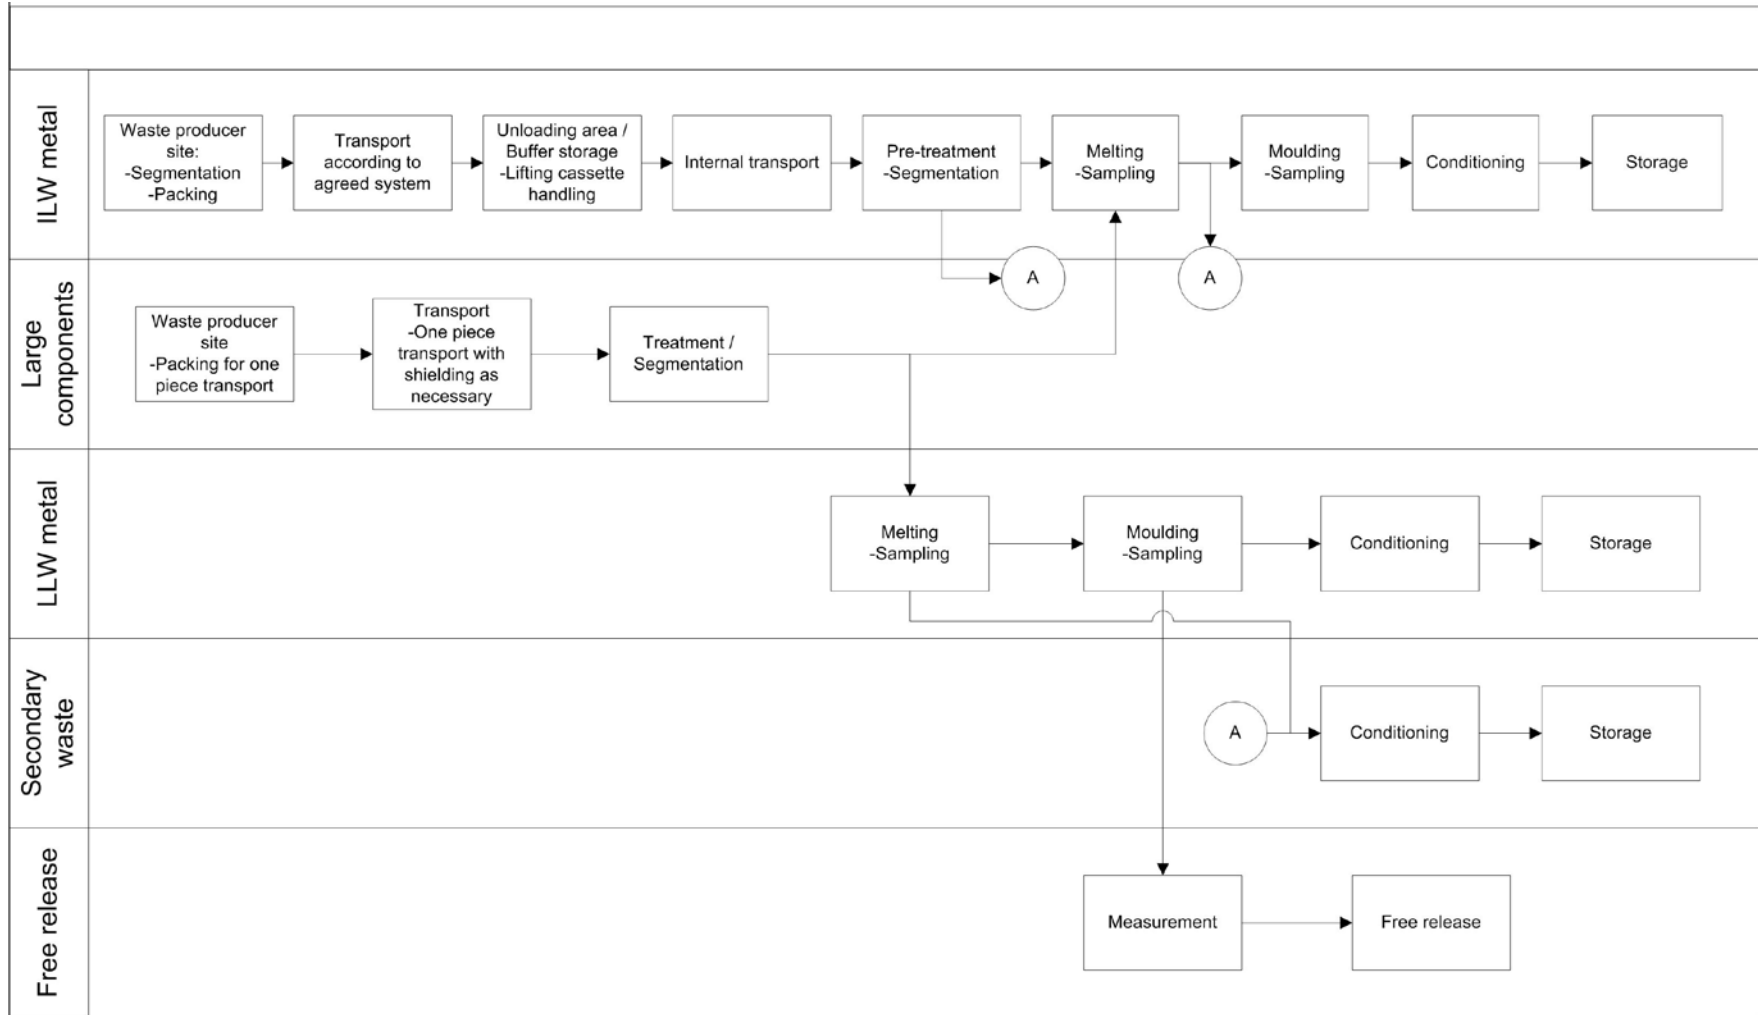 ILW metal
Waste producer
site:
-Segmentation
-Packing
Transport
according to
agreed system
Unloading area /
Buffer storage
-Lifting cassette
handling
Internal transport
Pre-treatment
-Segmentation
Melting
-Sampling
Moulding
-Sampling
Conditioning
Storage
A
A
Large
components
Waste producer
site
-Packing for one
piece transport
Transport
-One piece
transport with
shielding as
necessary
Treatment /
Segmentation
LLW metal
Melting
-Sampling
Moulding
-Sampling
Conditioning
Storage
Secondary
waste
A
Conditioning
Storage
Free release
Measurement
Free release